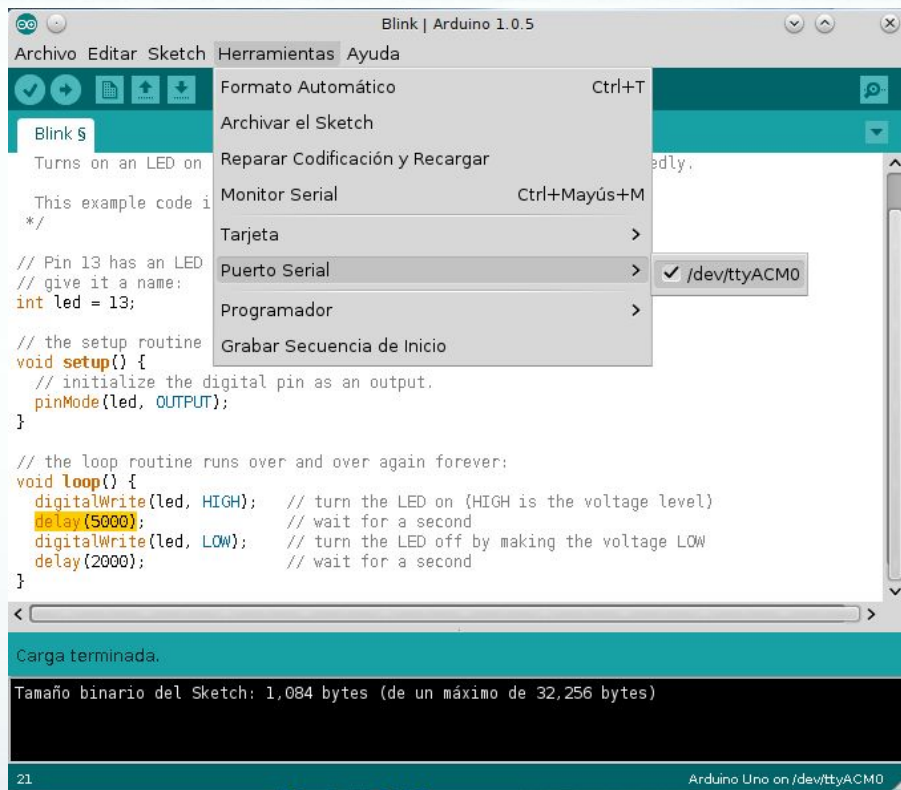 Blink | Arduino 1.0.5
Archivo Editar Sketch Herramientas Ayuda
Formato Automático Ctrl+T
Archivar el Sketch
Reparar Codificación y Recargar
Monitor Serial Ctrl+Mayús+M
Tarjeta >
Puerto Serial >
/dev/ttyACM0
Programador >
Grabar Secuencia de Inicio
Blink §
Turns on an LED on edly.
This example code i
*/
// Pin 13 has an LED
// give it a name:
int led = 13;
// the setup routine
void setup() {
// initialize the digital pin as an output.
pinMode(led, OUTPUT);
}
// the loop routine runs over and over again forever:
void loop() {
digitalWrite(led, HIGH); // turn the LED on (HIGH is the voltage level)
delay(5000); // wait for a second
digitalWrite(led, LOW); // turn the LED off by making the voltage LOW
delay(2000); // wait for a second
}
Carga terminada.
Tamaño binario del Sketch: 1,084 bytes (de un máximo de 32,256 bytes)
21 Arduino Uno on /dev/ttyACM0